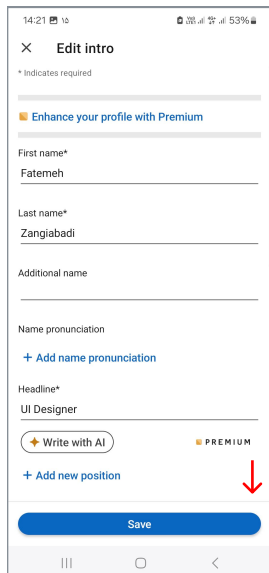 14:21 53%
Edit intro
* Indicates required
Enhance your profile with Premium
First name*
Fatemeh
Last name*
Zangiabadi
Additional name
Name pronunciation
+ Add name pronunciation
Headline*
UI Designer
Write with AI PREMIUM
+ Add new position
Save